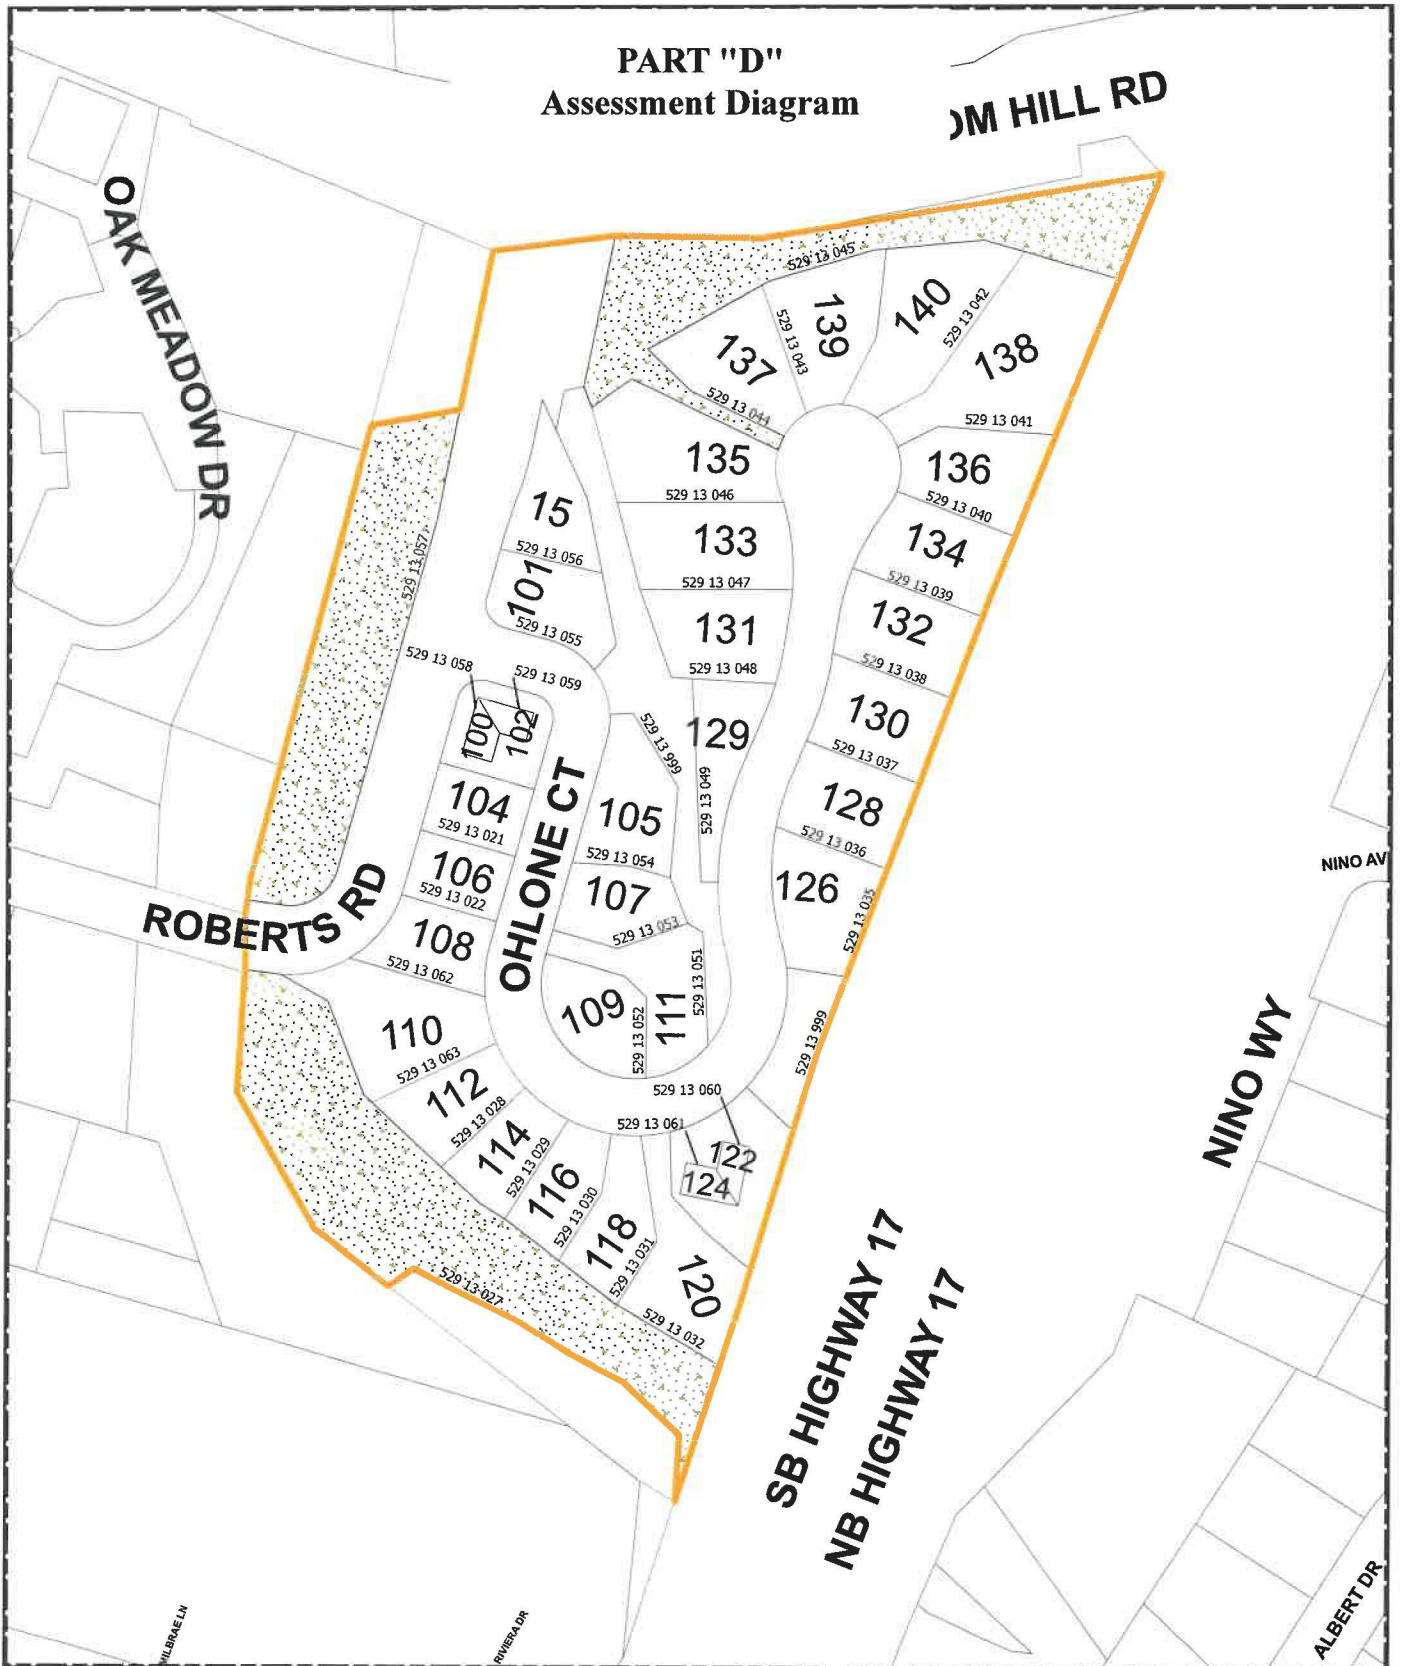 PART "D"
Assessment Diagram
OM HILL RD
OAK MEADOW DR
529 13 045
139
140
529 13 042
529 13 043
137
138
529 13 044
529 13 041
135
136
529 13 046
529 13 040
15
133
134
529 13 057
529 13 056
529 13 047
529 13 039
101
131
132
529 13 055
529 13 048
529 13 038
529 13 058
529 13 059
100
102
529 13 999
129
130
529 13 037
529 13 049
104
529 13 021
105
128
529 13 054
529 13 036
106
529 13 022
107
126
529 13 035
NINO AV
ROBERTS RD
OHLONE CT
529 13 053
108
529 13 062
529 13 051
109
111
529 13 052
110
529 13 063
529 13 999
NINO WY
112
529 13 028
529 13 060
529 13 061
114
529 13 029
122
124
116
529 13 030
118
529 13 031
120
529 13 027
529 13 032
SB HIGHWAY 17
NB HIGHWAY 17
ALBERT DR
RIVIERA DR
MILBRAE LN